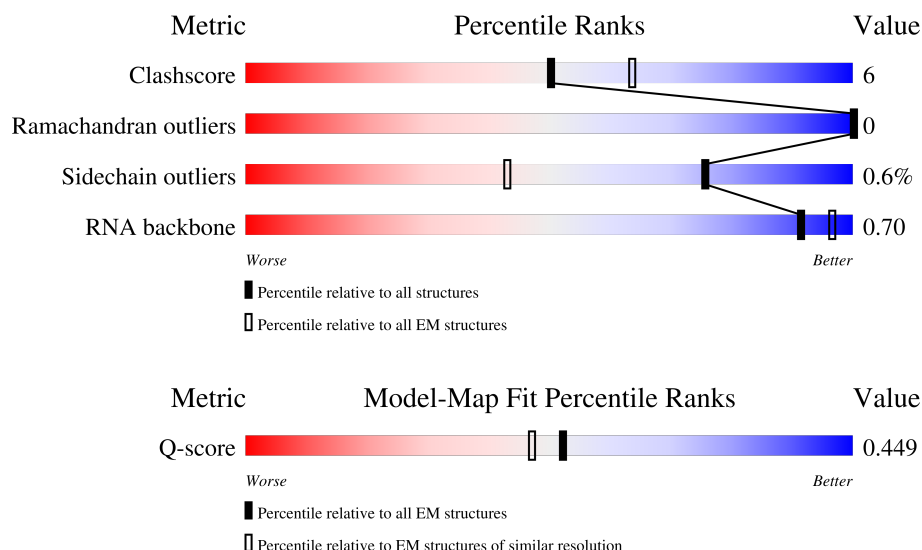 Metric Percentile Ranks Value
Clashscore 6
Ramachandran outliers 0
Sidechain outliers 0.6%
RNA backbone 0.70
Worse Better
Percentile relative to all structures
Percentile relative to all EM structures
Metric Model-Map Fit Percentile Ranks Value
Q-score 0.449
Worse Better
Percentile relative to all EM structures
Percentile relative to EM structures of similar resolution